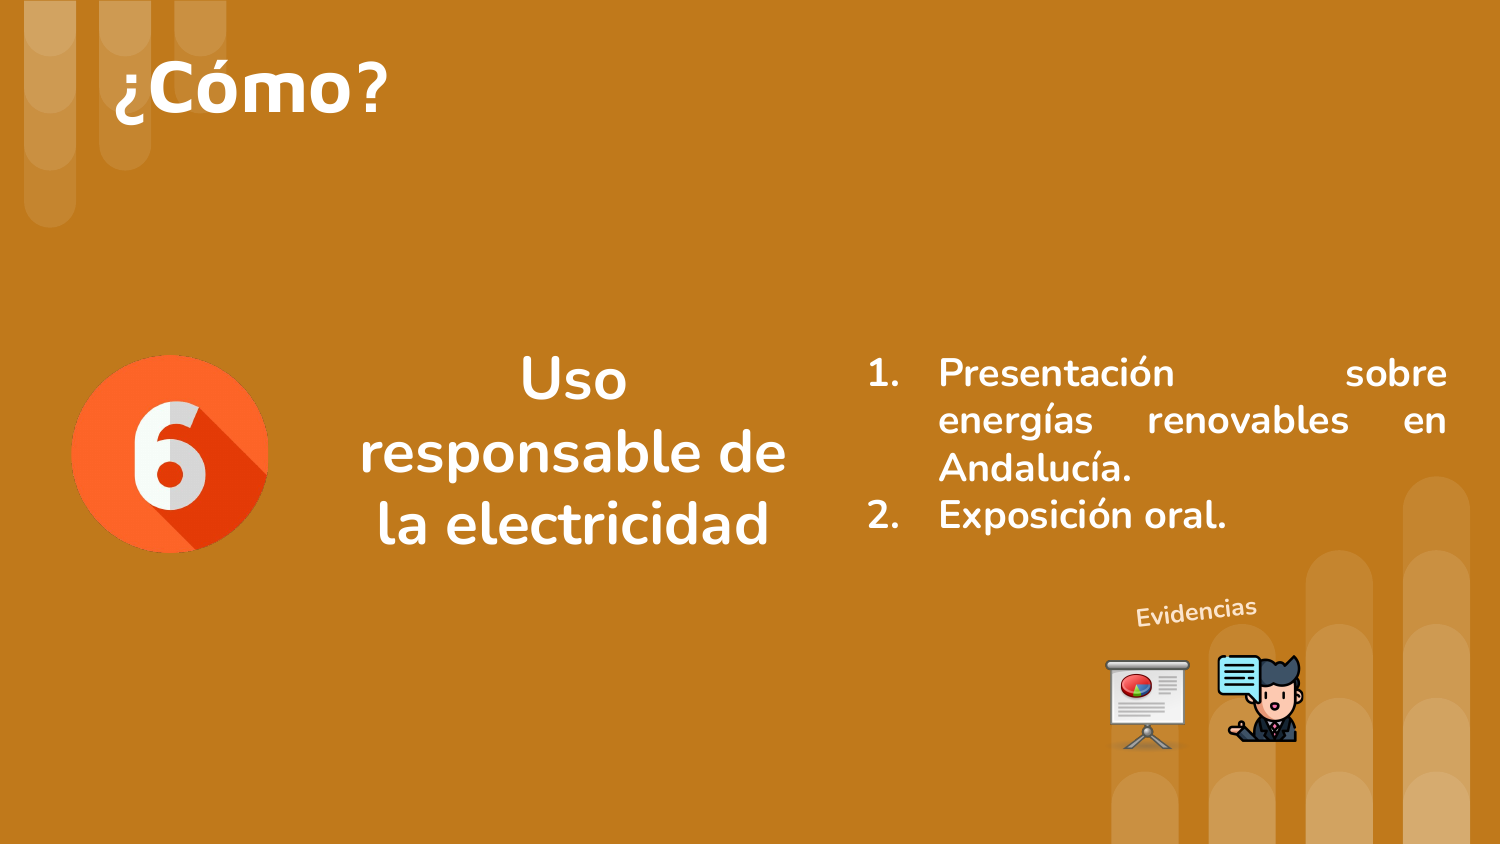 ¿Cómo?
6
Uso
responsable de
la electricidad
1. Presentación sobre
energías renovables en
Andalucía.
2. Exposición oral.
Evidencias